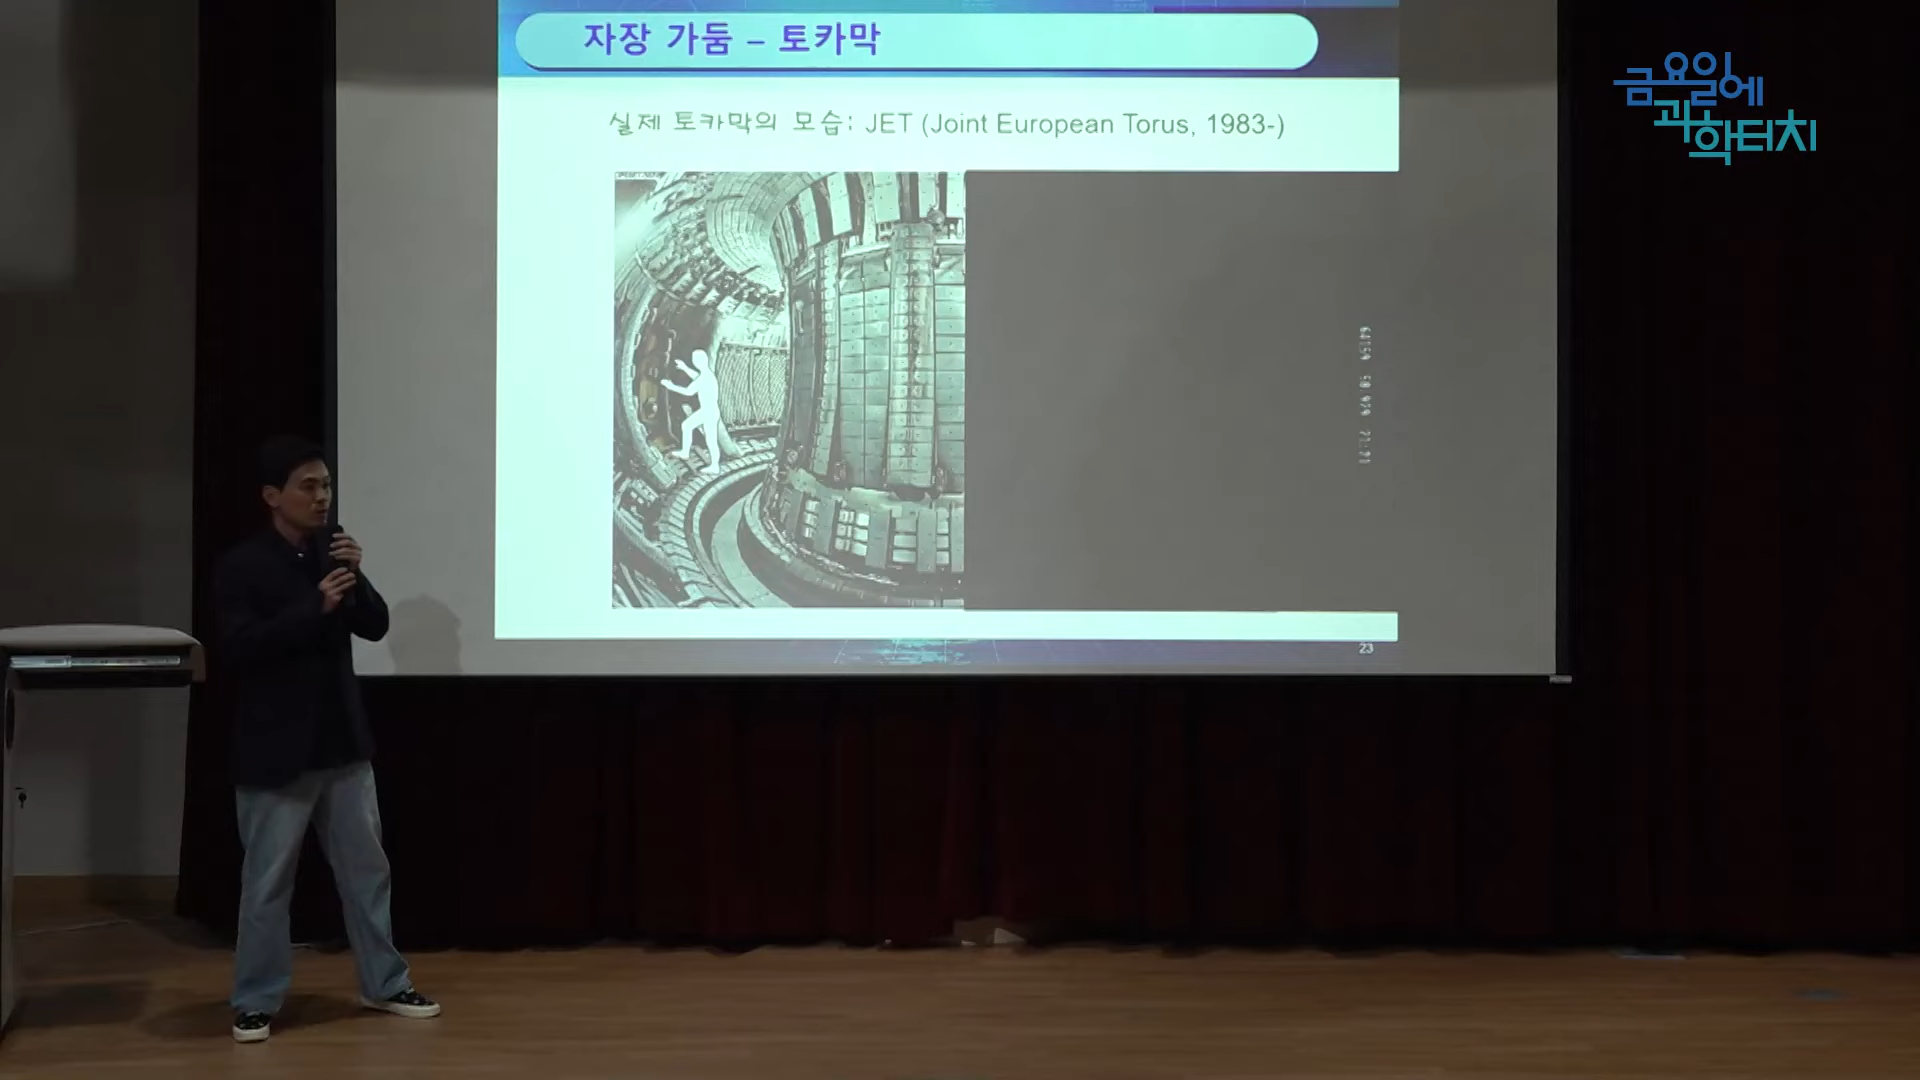 자장 가둠 – 토카막
실제 토카막의 모습: JET (Joint European Torus, 1983-)
23
금요일에
과학터치